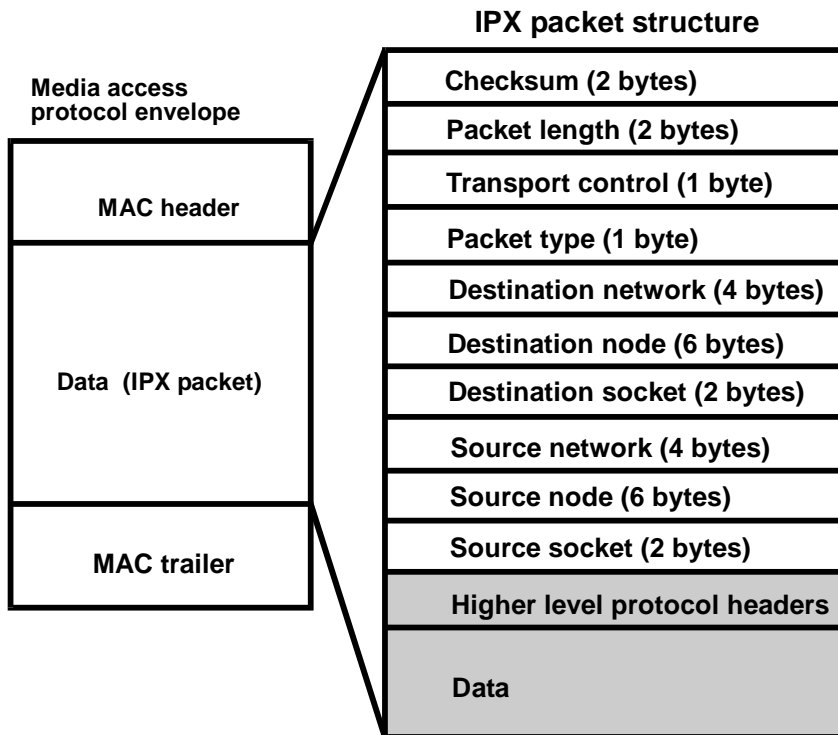 IPX packet structure
Media access
protocol envelope
MAC header
Data (IPX packet)
MAC trailer
Checksum (2 bytes)
Packet length (2 bytes)
Transport control (1 byte)
Packet type (1 byte)
Destination network (4 bytes)
Destination node (6 bytes)
Destination socket (2 bytes)
Source network (4 bytes)
Source node (6 bytes)
Source socket (2 bytes)
Higher level protocol headers
Data